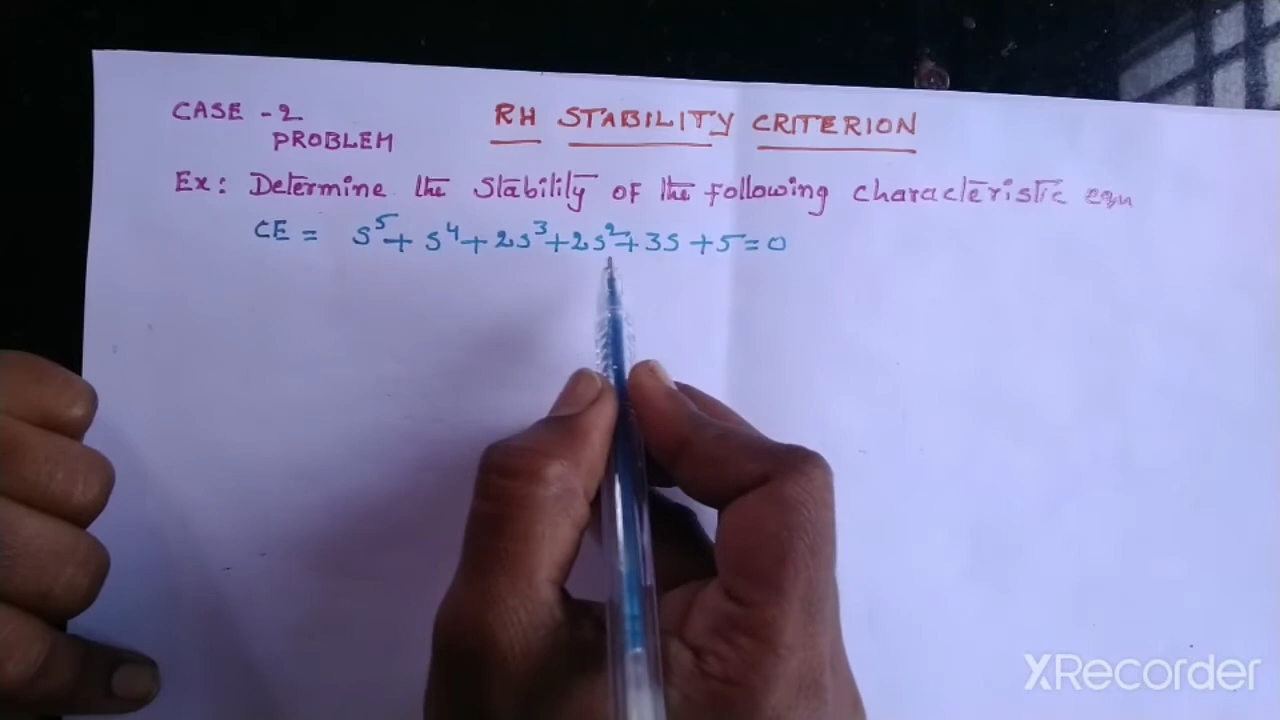 CASE - 2 RH STABILITY CRITERION
PROBLEM
Ex: Determine the Stability of the following characteristic eqn
CE = s⁵ + s⁴ + 2s³ + 2s² + 3s + 5 = 0
XRecorder